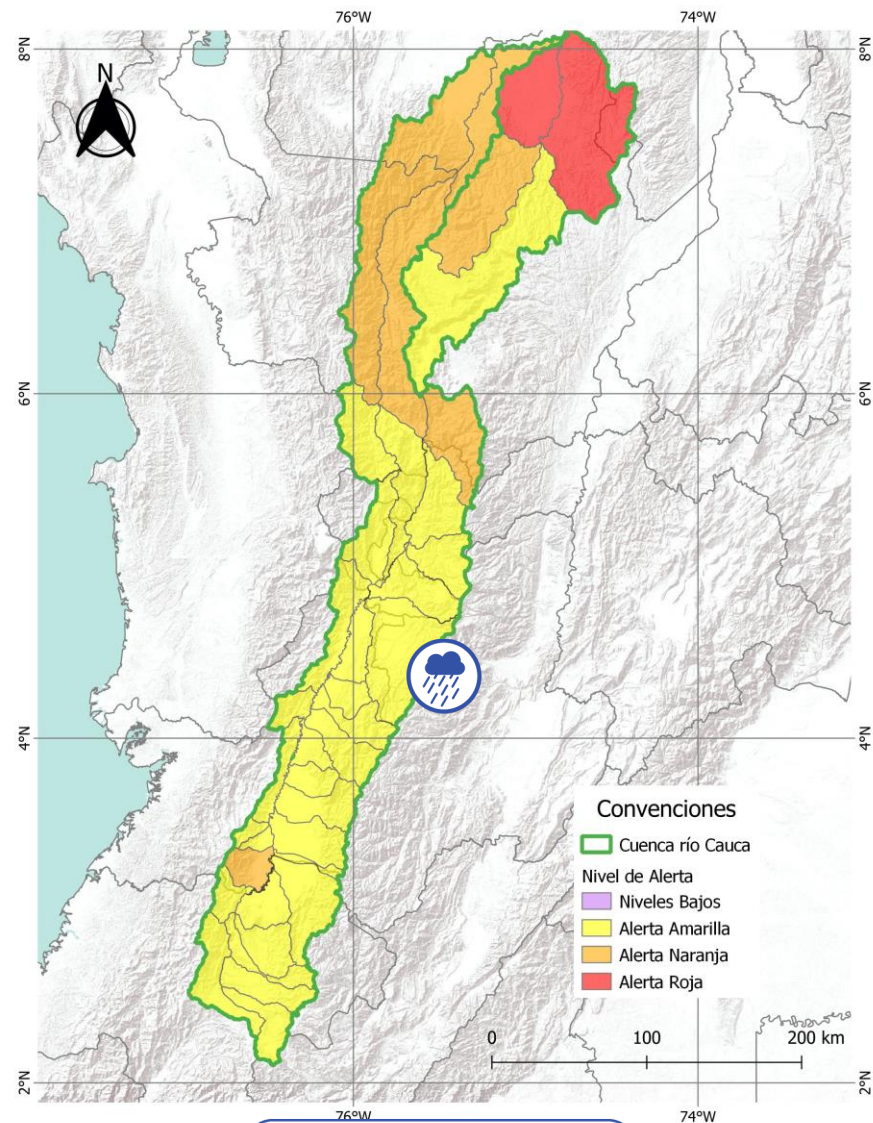 76°W 74°W
8°N 8°N
N
6°N 6°N
4°N 4°N
Convenciones
Cuenca río Cauca
Nivel de Alerta
Niveles Bajos
Alerta Amarilla
Alerta Naranja
Alerta Roja
0 100 200 km
2°N 2°N
76°W 74°W